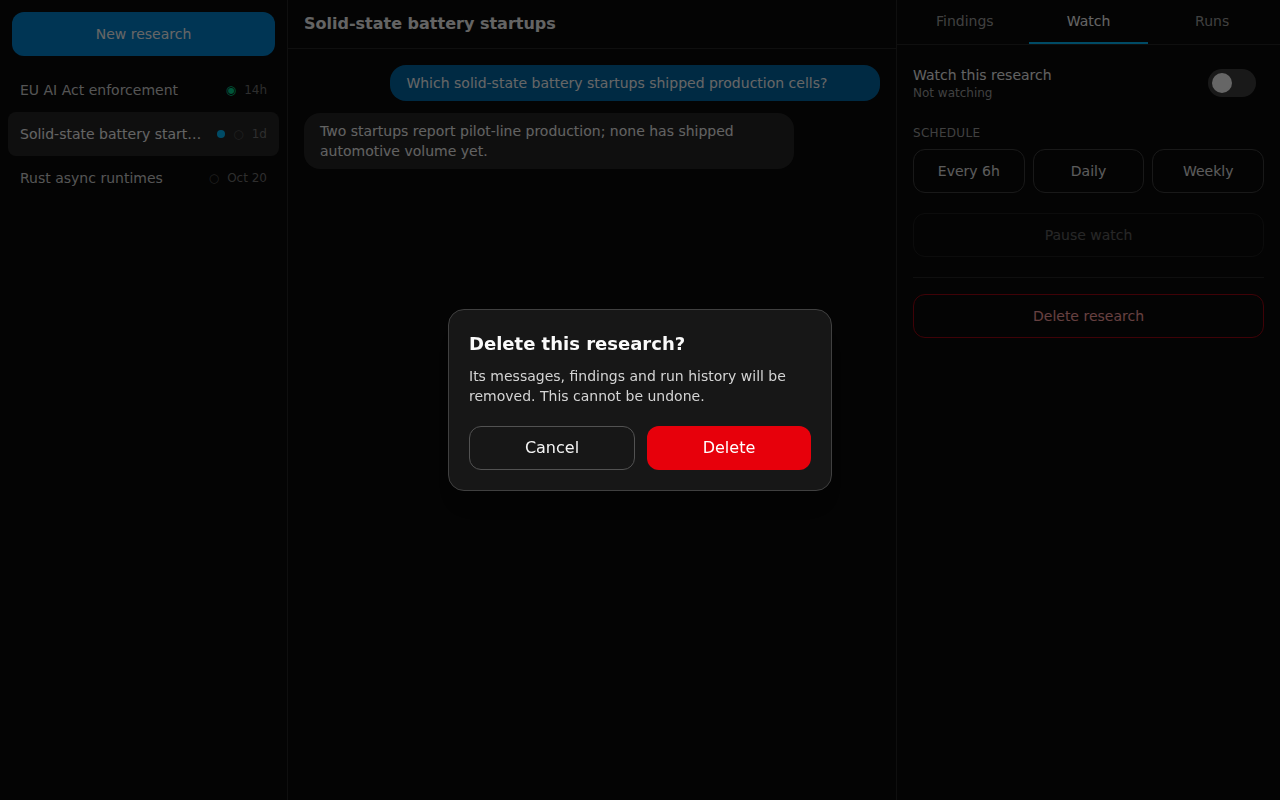 New research
EU AI Act enforcement 14h
Solid-state battery start… 1d
Rust async runtimes Oct 20
Solid-state battery startups
Which solid-state battery startups shipped production cells?
Two startups report pilot-line production; none has shipped
automotive volume yet.
Findings Watch Runs
Watch this research
Not watching
SCHEDULE
Every 6h Daily Weekly
Pause watch
Delete research
Delete this research?
Its messages, findings and run history will be
removed. This cannot be undone.
Cancel Delete